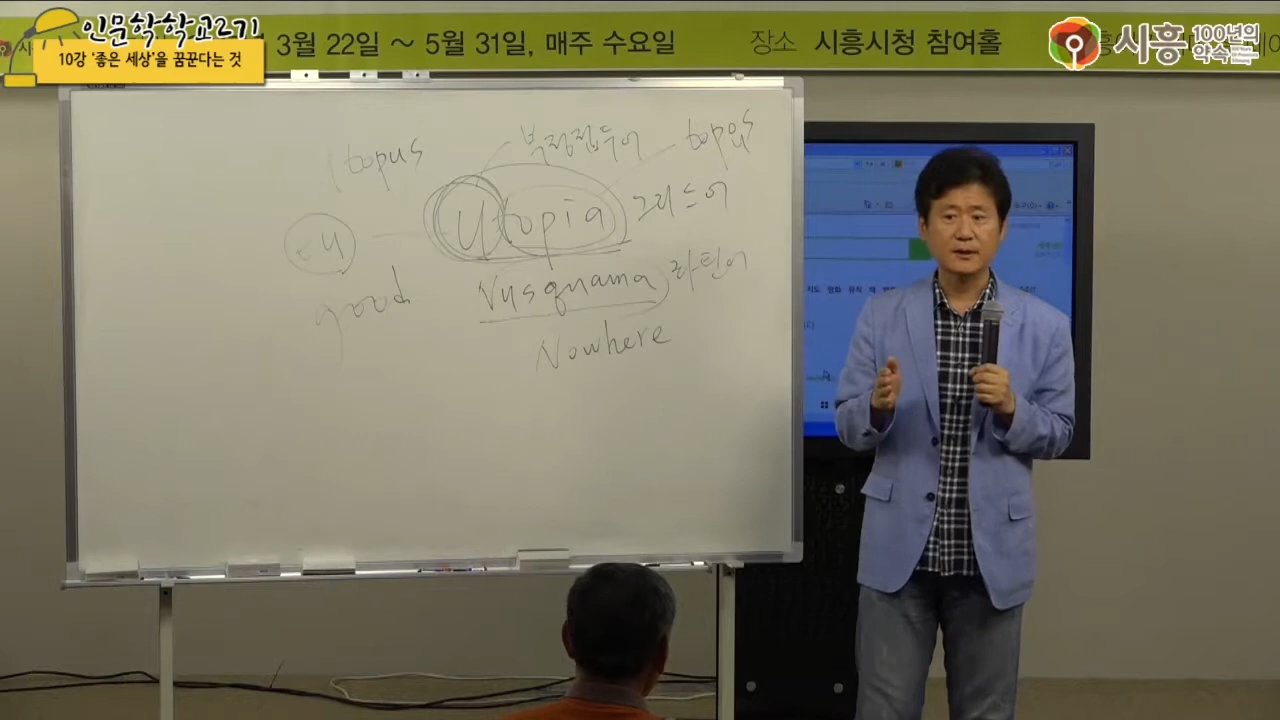 인문학학교2기
10강 '좋은 세상'을 꿈꾼다는 것
3월 22일 ~ 5월 31일, 매주 수요일
장소 시흥시청 참여홀
시흥 100년의 약속
topus
부정접두어
topos
eu
Utopia
그리스어
good
Nusquama
라틴어
Nowhere